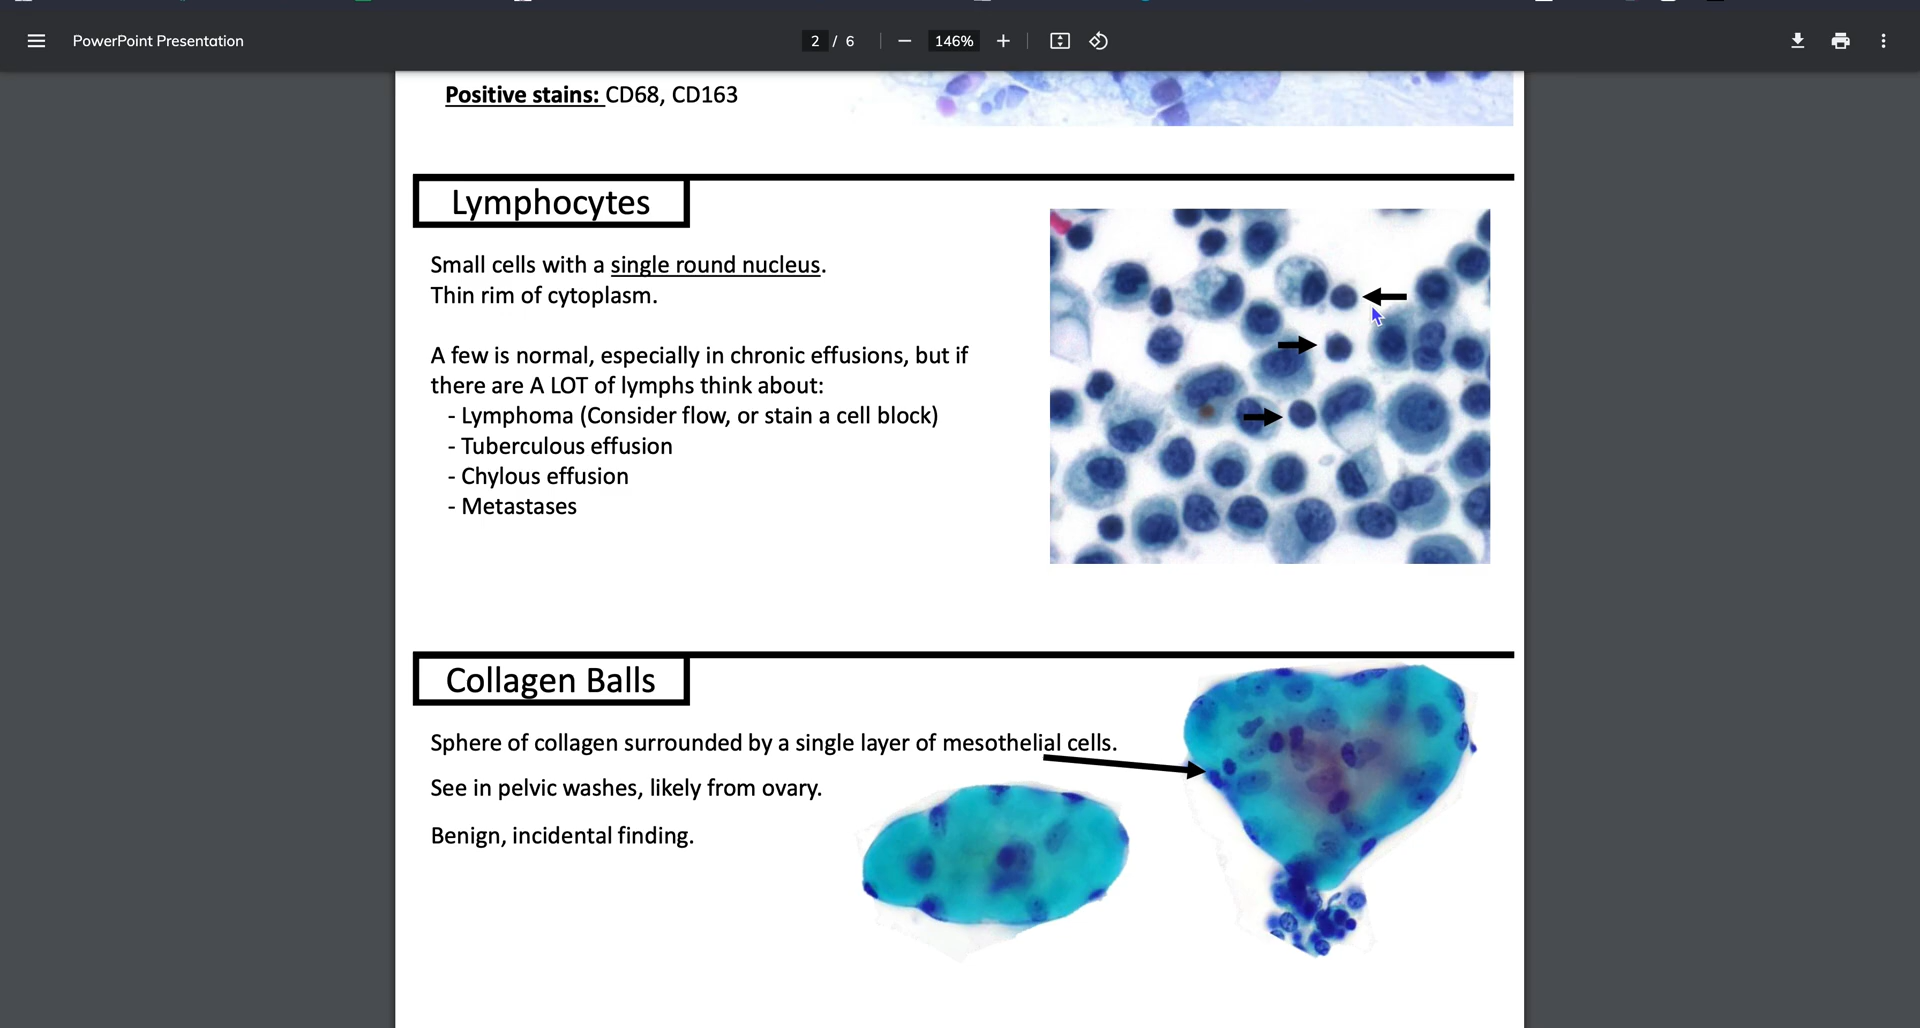 PowerPoint Presentation
2 / 6
146%
Positive stains: CD68, CD163
Lymphocytes
Small cells with a single round nucleus.
Thin rim of cytoplasm.
A few is normal, especially in chronic effusions, but if
there are A LOT of lymphs think about:
- Lymphoma (Consider flow, or stain a cell block)
- Tuberculous effusion
- Chylous effusion
- Metastases
Collagen Balls
Sphere of collagen surrounded by a single layer of mesothelial cells.
See in pelvic washes, likely from ovary.
Benign, incidental finding.